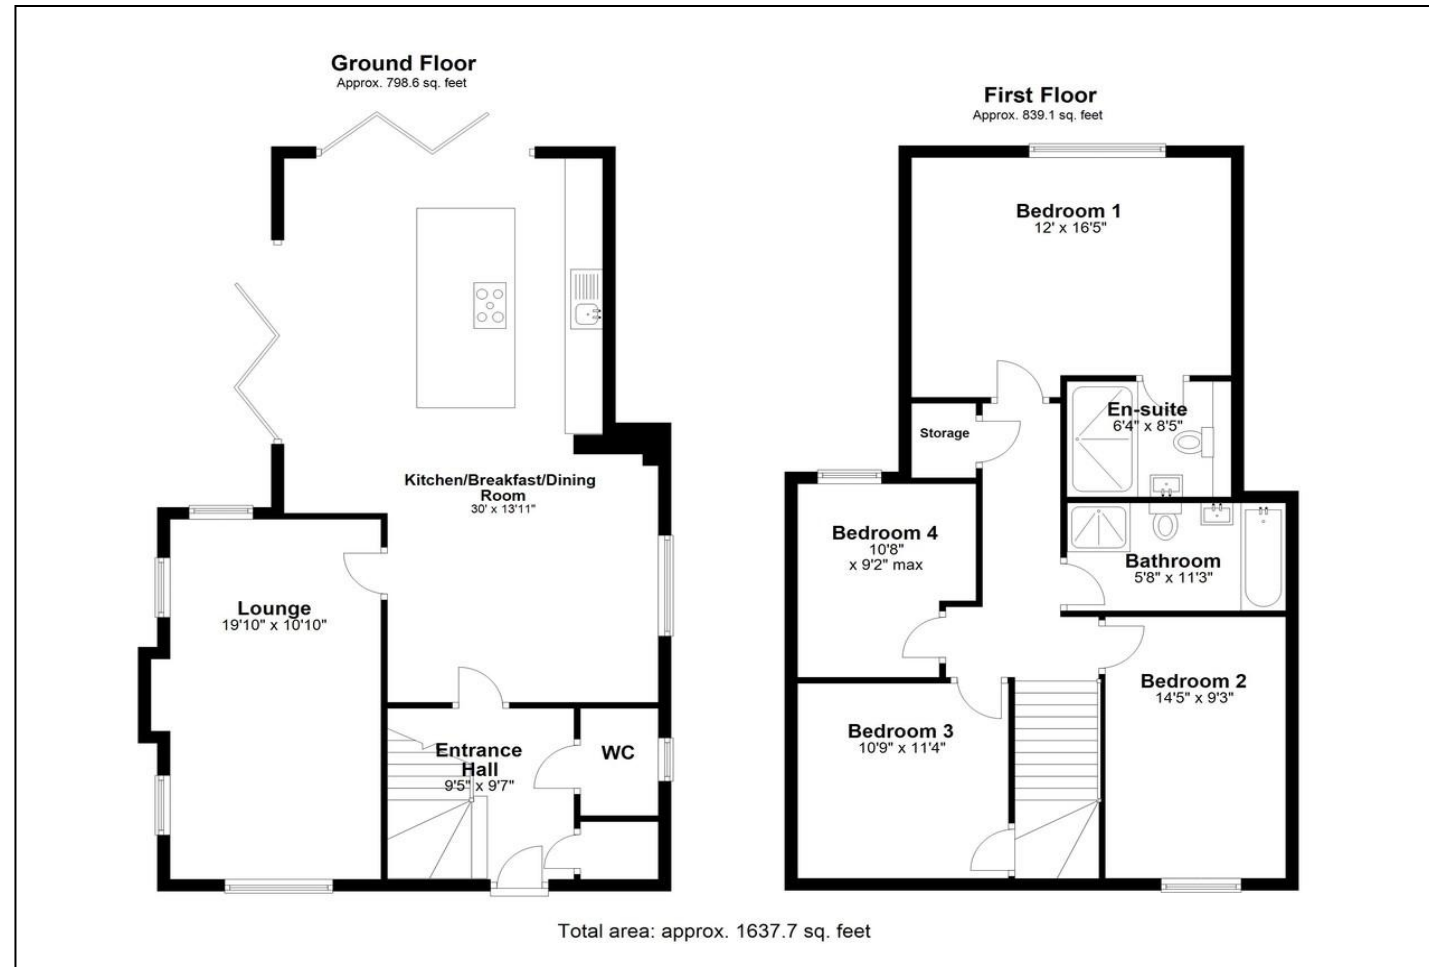 Ground Floor
Approx. 798.6 sq. feet
Kitchen/Breakfast/Dining
Room
30' x 13'11"
Lounge
19'10" x 10'10"
Entrance
Hall
9'5" x 9'7"
WC
First Floor
Approx. 839.1 sq. feet
Bedroom 1
12' x 16'5"
En-suite
6'4" x 8'5"
Storage
Bedroom 4
10'8"
x 9'2" max
Bathroom
5'8" x 11'3"
Bedroom 2
14'5" x 9'3"
Bedroom 3
10'9" x 11'4"
Total area: approx. 1637.7 sq. feet